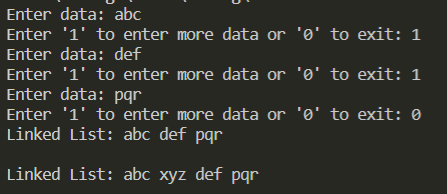 Enter data: abc
Enter '1' to enter more data or '0' to exit: 1
Enter data: def
Enter '1' to enter more data or '0' to exit: 1
Enter data: pqr
Enter '1' to enter more data or '0' to exit: 0
Linked List: abc def pqr
Linked List: abc xyz def pqr